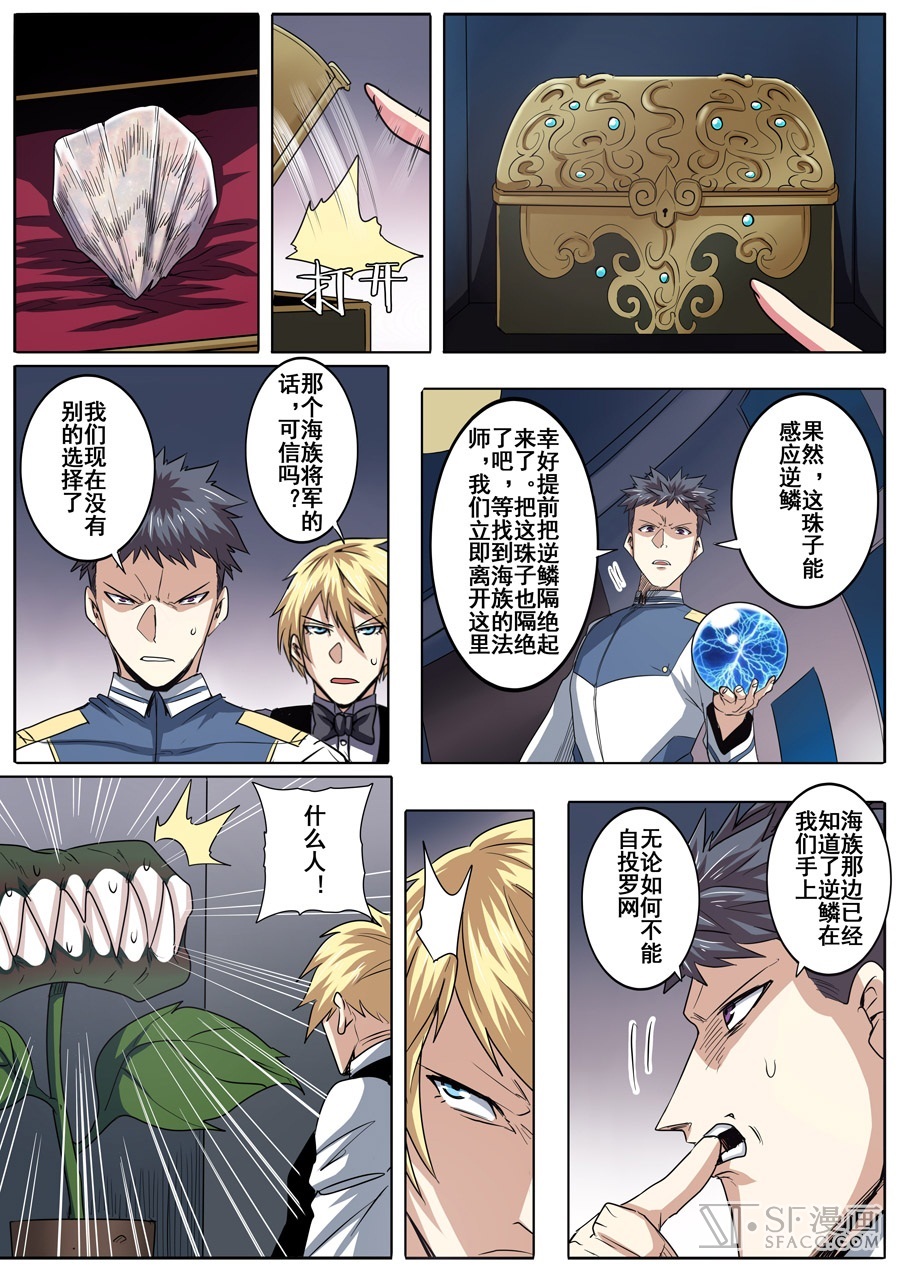 打开
果然，这珠子能
感应逆鳞
幸好提前把逆鳞隔绝起
来了。把这珠子也隔绝
了吧，等找到海族的法
师，我们立即离开这里
那个海族将军的
话，可信吗？
我们现在没有
别的选择了
海族那边已经
知道了逆鳞在
我们手上
无论如何不能
自投罗网
什么人！
SF漫画
SFACG.COM